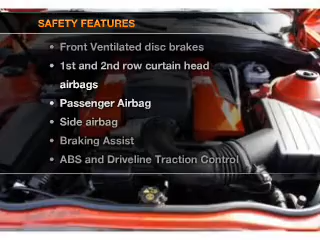 SAFETY FEATURES
• Front Ventilated disc brakes
• 1st and 2nd row curtain head
airbags
• Passenger Airbag
• Side airbag
• Braking Assist
• ABS and Driveline Traction Control